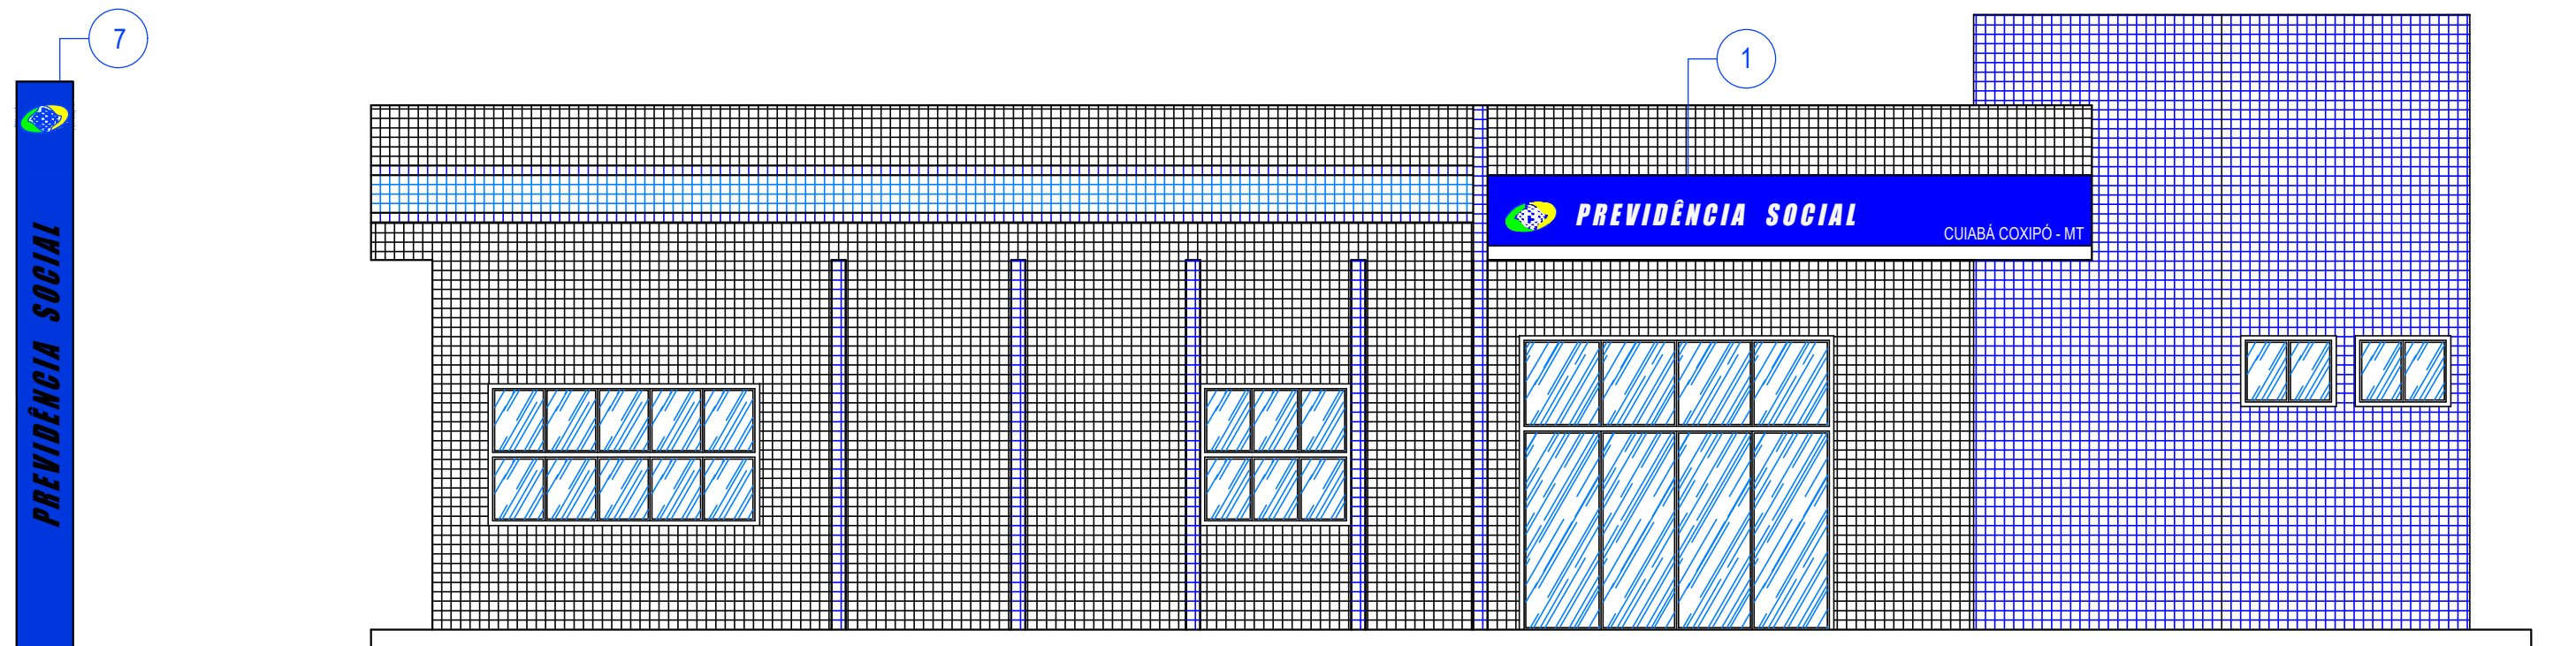 7
1
PREVIDÊNCIA SOCIAL
PREVIDÊNCIA SOCIAL
CUIABÁ COXIPÓ - MT